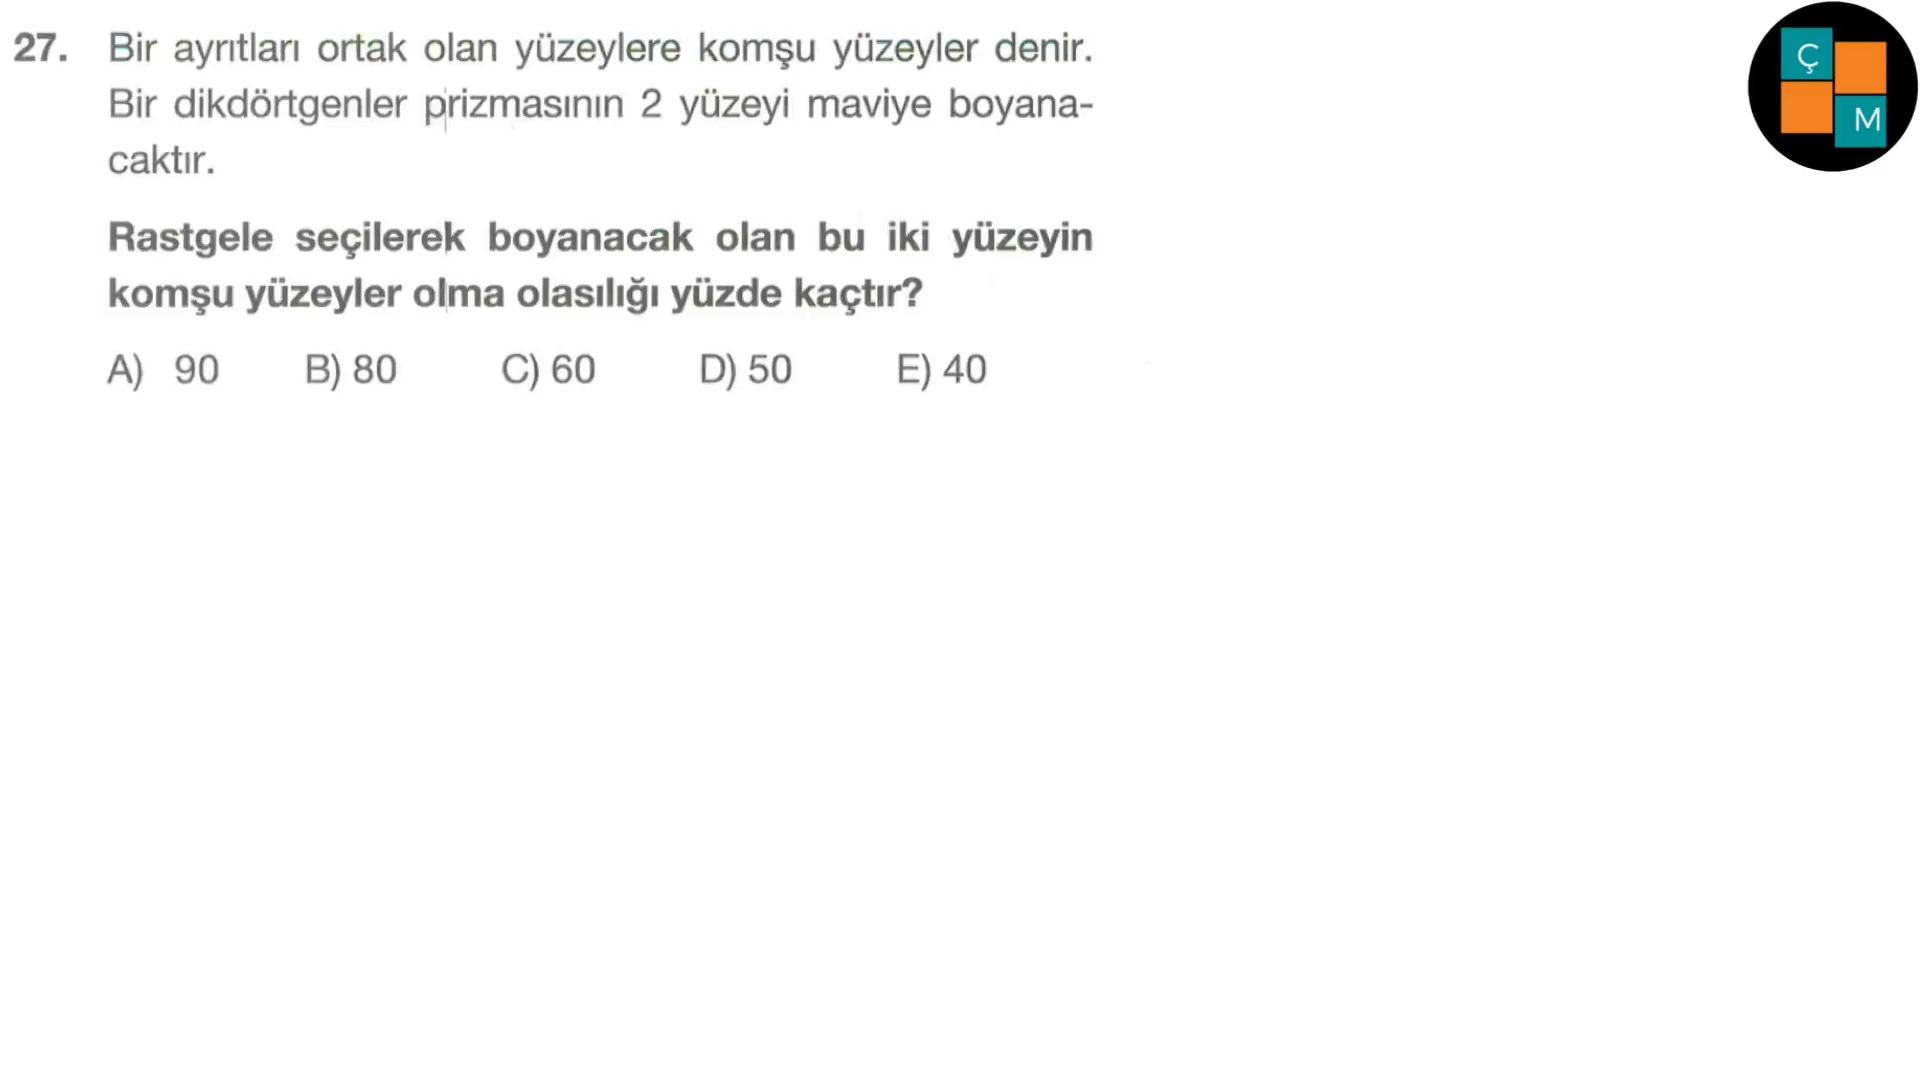 27. Bir ayrıtları ortak olan yüzeylere komşu yüzeyler denir.
Bir dikdörtgenler prizmasının 2 yüzeyi maviye boyana-
caktır.
Rastgele seçilerek boyanacak olan bu iki yüzeyin
komşu yüzeyler olma olasılığı yüzde kaçtır?
A) 90 B) 80 C) 60 D) 50 E) 40
Ç
M